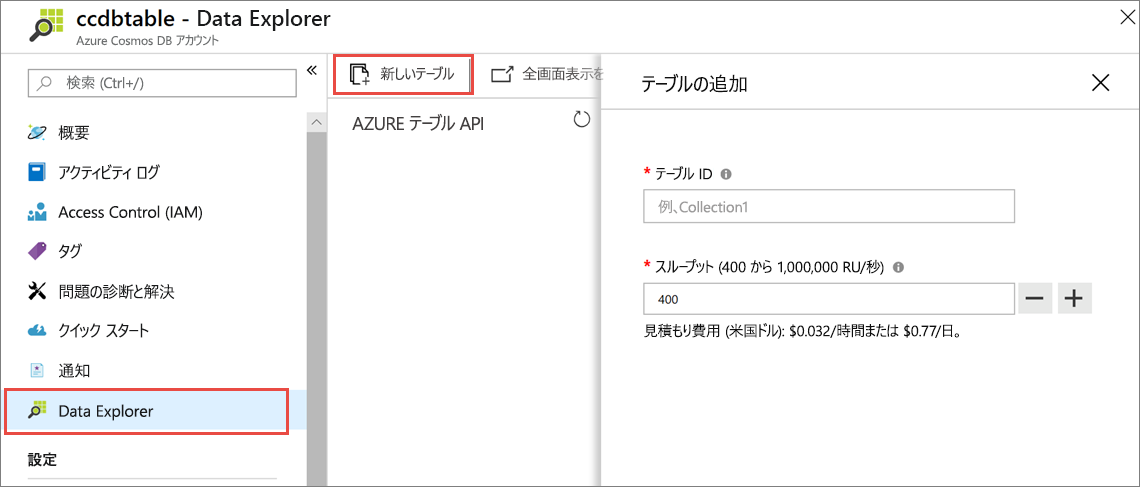 ccdbtable - Data Explorer
Azure Cosmos DB アカウント
検索 (Ctrl+/)
概要
アクティビティ ログ
Access Control (IAM)
タグ
問題の診断と解決
クイック スタート
通知
Data Explorer
設定
新しいテーブル
全画面表示を
AZURE テーブル API
テーブルの追加
* テーブル ID
例、Collection1
* スループット (400 から 1,000,000 RU/秒)
400
見積もり費用 (米国ドル): $0.032/時間または $0.77/日。